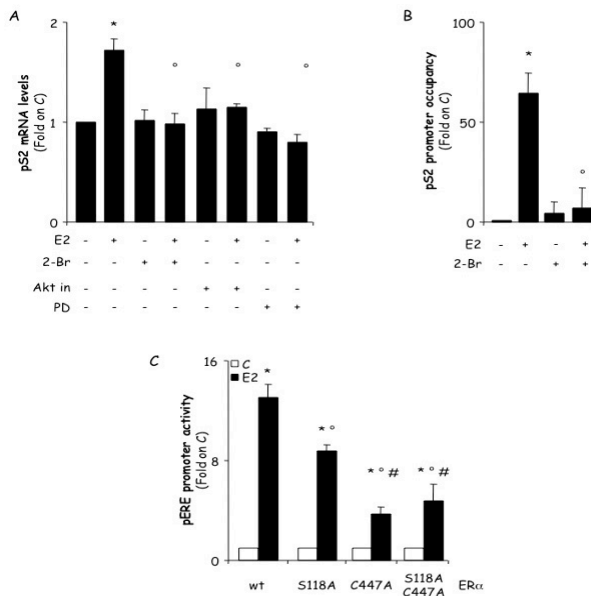 A
pS2 mRNA levels
(Fold on C)
2
1
0
*
°
°
°
E2 - + - + - + - +
2-Br - - + + - - - -
Akt in - - - - + + - -
PD - - - - - - + +
B
pS2 promoter occupancy
(Fold on C)
100
50
0
*
°
E2 - + - +
2-Br - - + +
C
pERE promoter activity
(Fold on C)
16
8
0
C
E2
*
* °
* ° #
* ° #
wt S118A C447A S118A C447A ERα